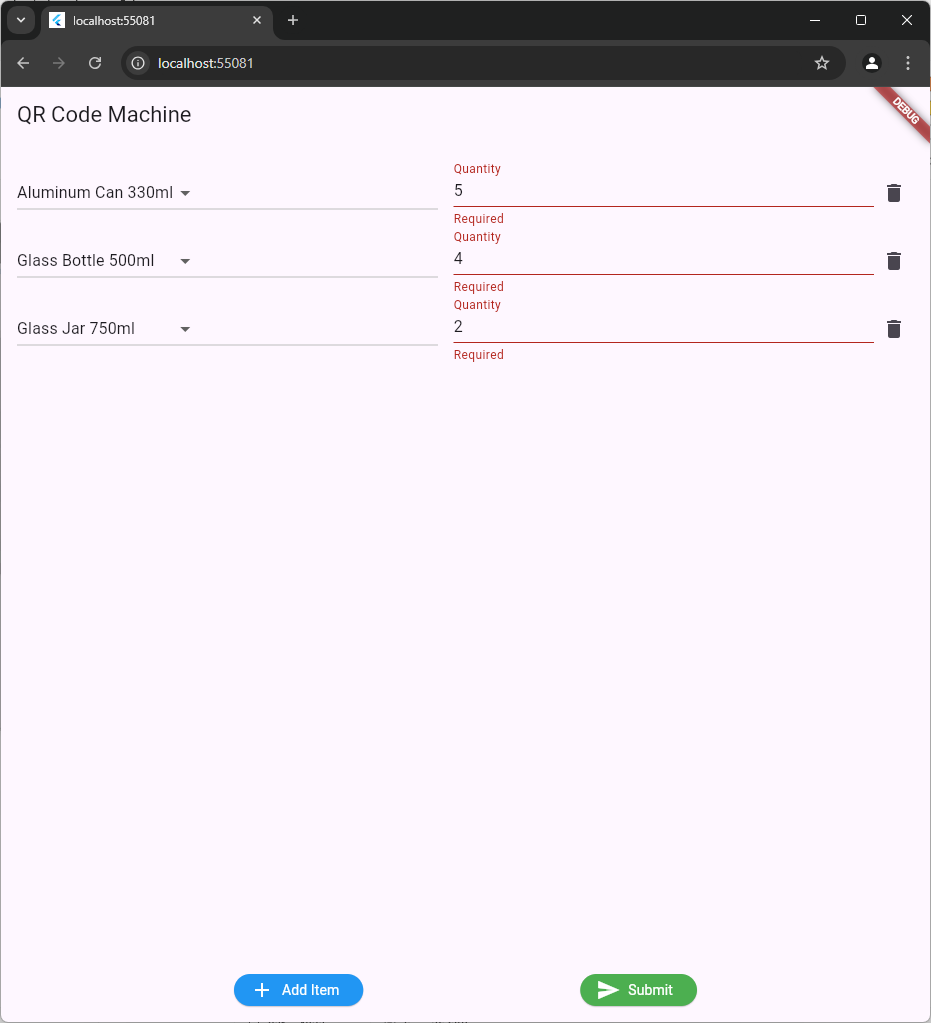 localhost:55081
localhost:55081
QR Code Machine
DEBUG
Quantity
Aluminum Can 330ml
5
Required
Quantity
Glass Bottle 500ml
4
Required
Quantity
Glass Jar 750ml
2
Required
Add Item
Submit